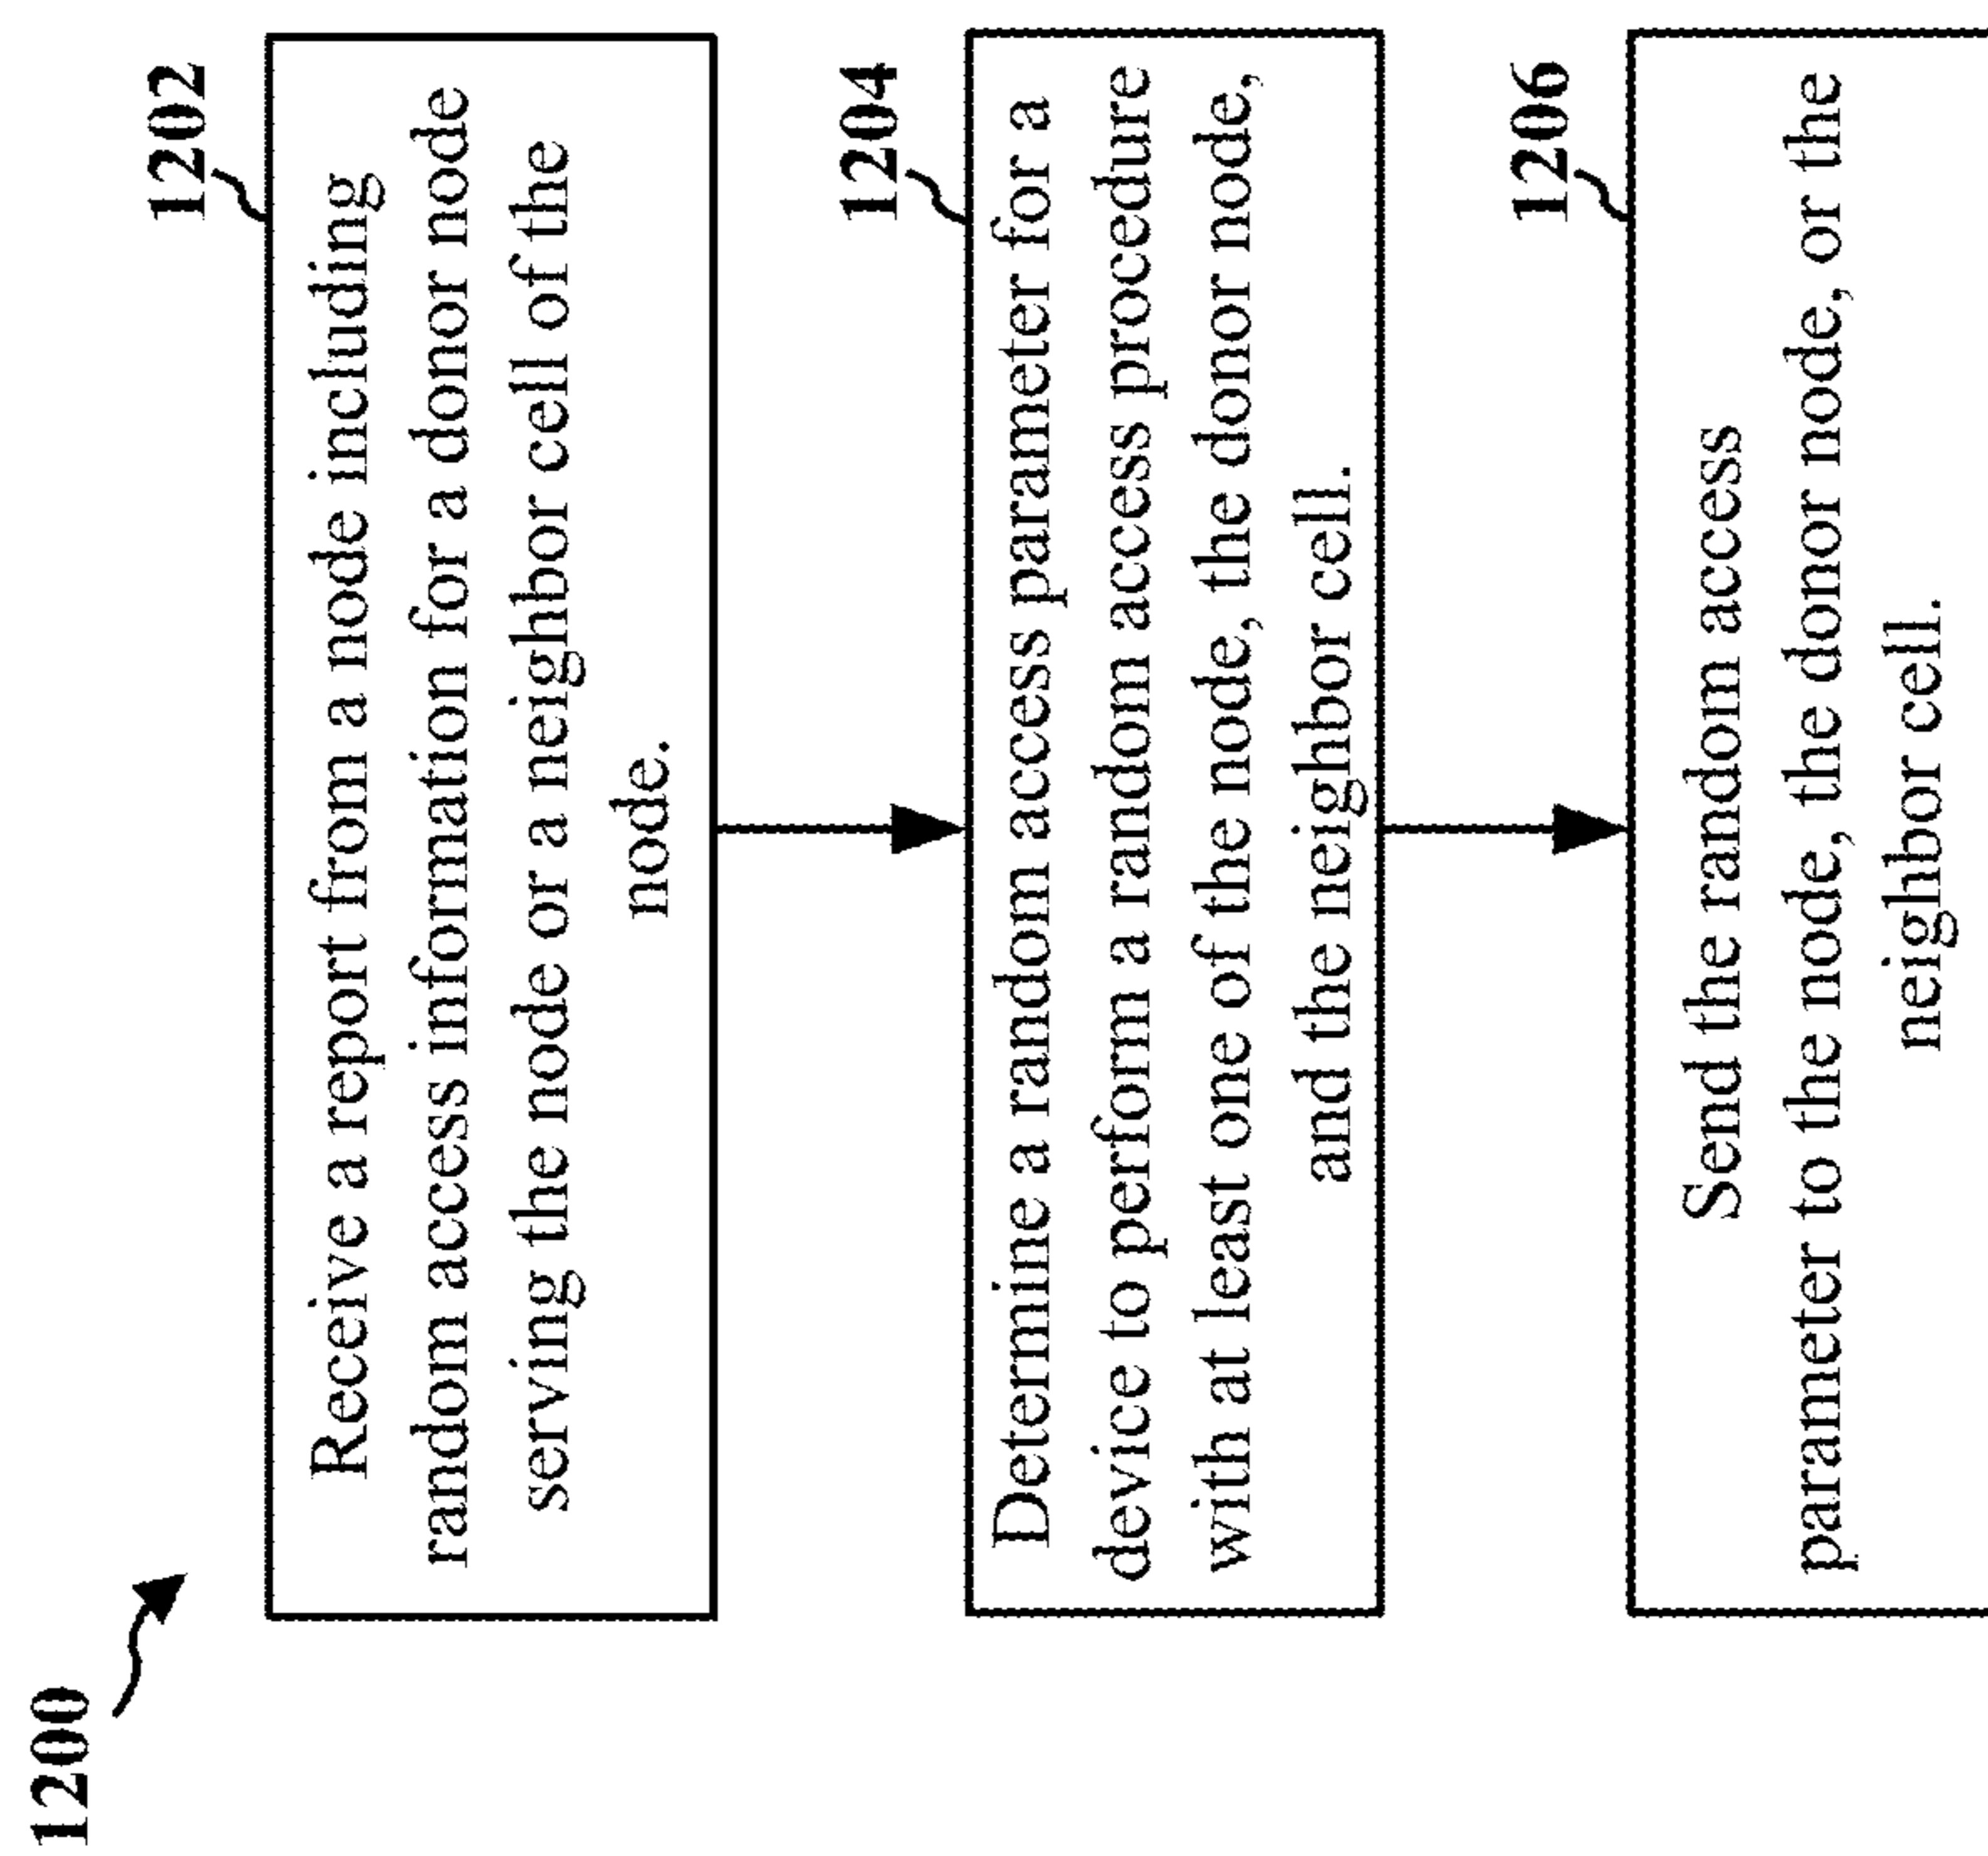 1200
1202
Receive a report from a node including
random access information for a donor node
serving the node or a neighbor cell of the
node.
1204
Determine a random access parameter for a
device to perform a random access procedure
with at least one of the node, the donor node,
and the neighbor cell.
1206
Send the random access
parameter to the node, the donor node, or the
neighbor cell.